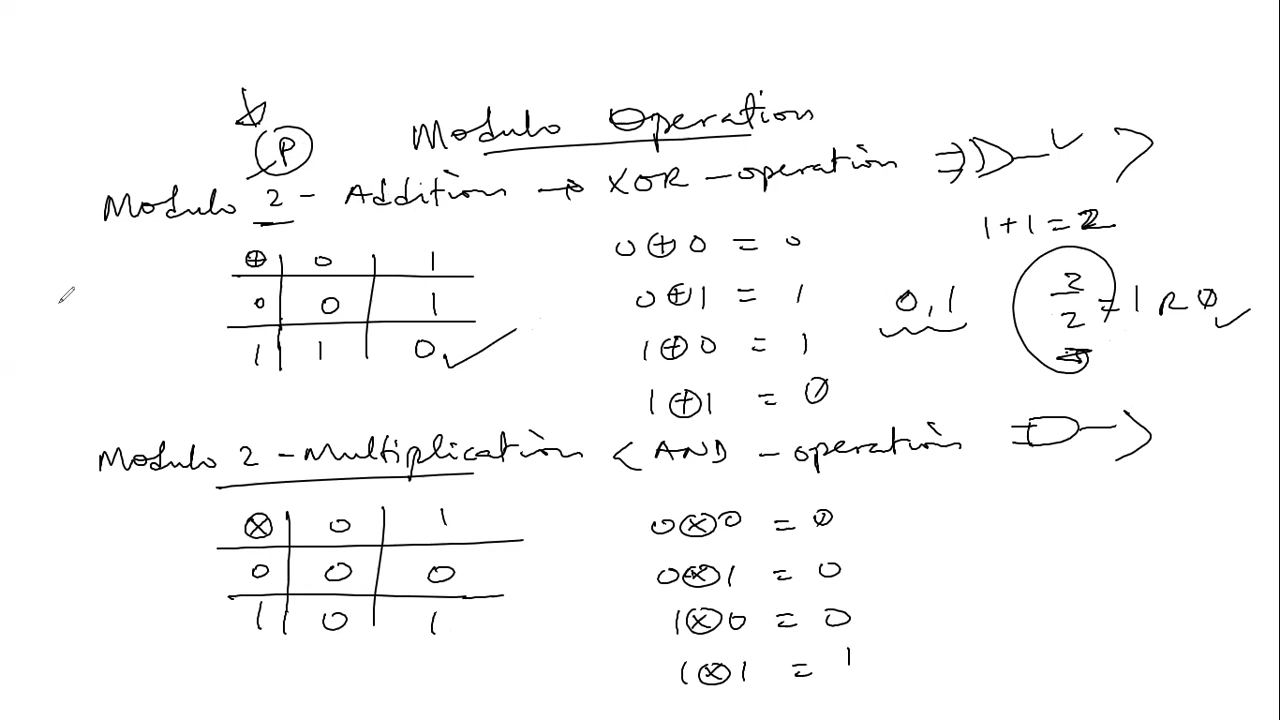 Modulo Operation
P
Modulo 2 - Addition → XOR - operation
1+1=2
⊕ 0 1
0 0 1
1 1 0
0⊕0 = 0
0⊕1 = 1
1⊕0 = 1
1⊕1 = 0
0,1
2/2 = 1 R 0
Modulo 2 - Multiplication < AND - operation
⊗ 0 1
0 0 0
1 0 1
0⊗0 = 0
0⊗1 = 0
1⊗0 = 0
1⊗1 = 1